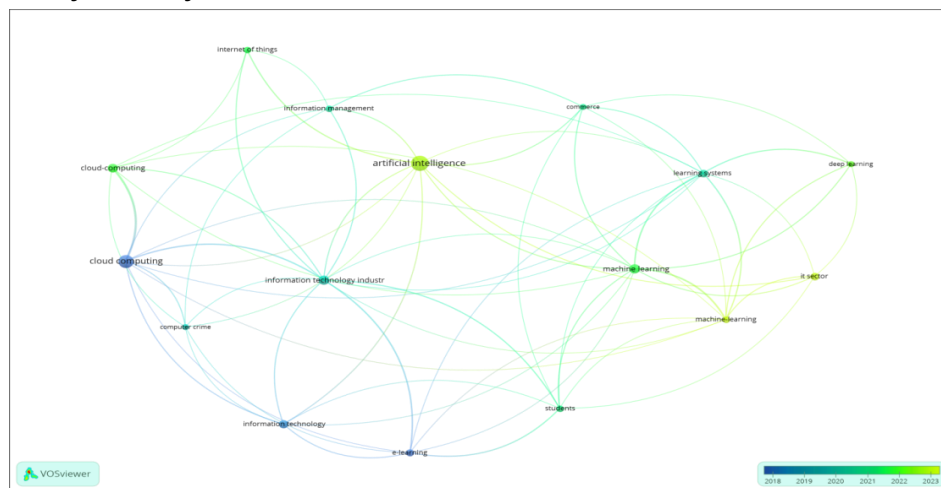 internet of things
information management
commerce
artificial intelligence
cloud-computing
deep learning
learning systems
cloud computing
machine learning
information technology industr
it sector
machine-learning
computer crime
students
information technology
e-learning
VOSviewer
2018 2019 2020 2021 2022 2023